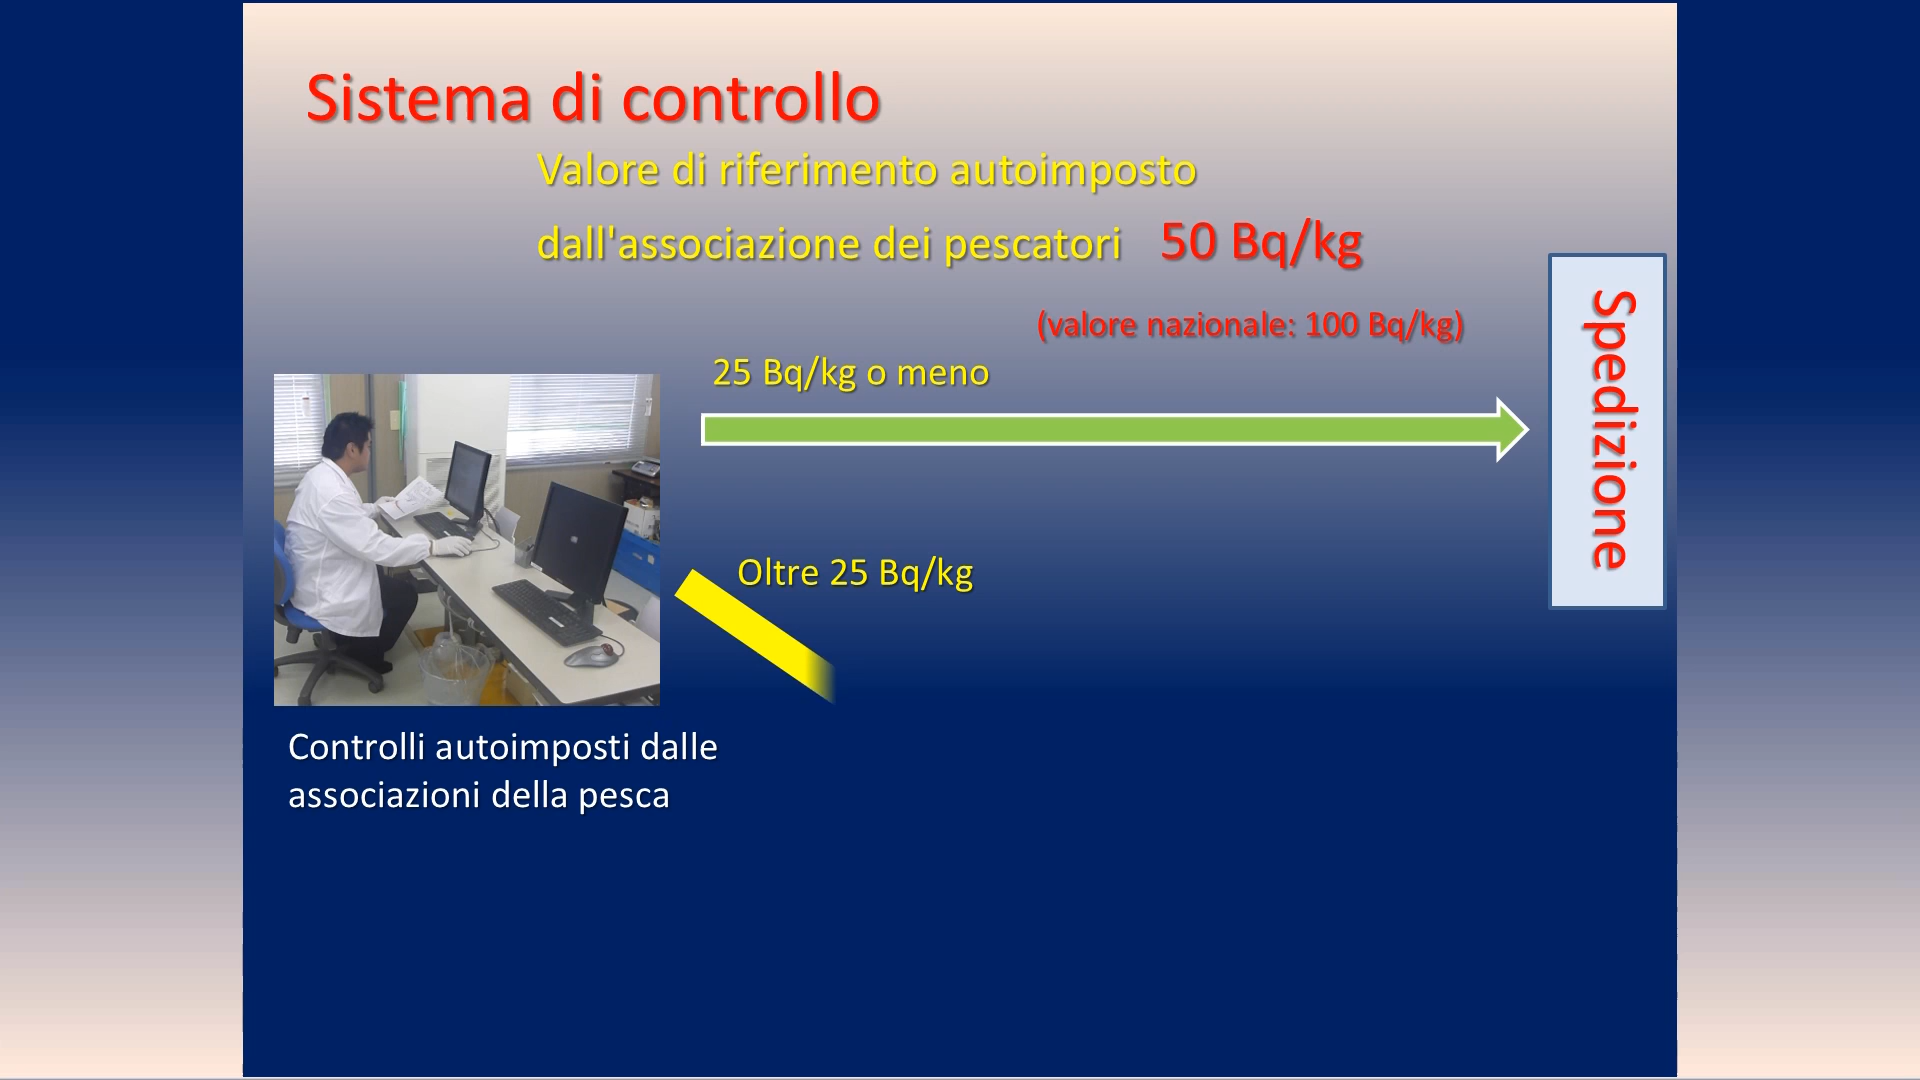 Sistema di controllo
Valore di riferimento autoimposto
dall'associazione dei pescatori 50 Bq/kg
(valore nazionale: 100 Bq/kg)
25 Bq/kg o meno
Spedizione
Oltre 25 Bq/kg
Controlli autoimposti dalle
associazioni della pesca